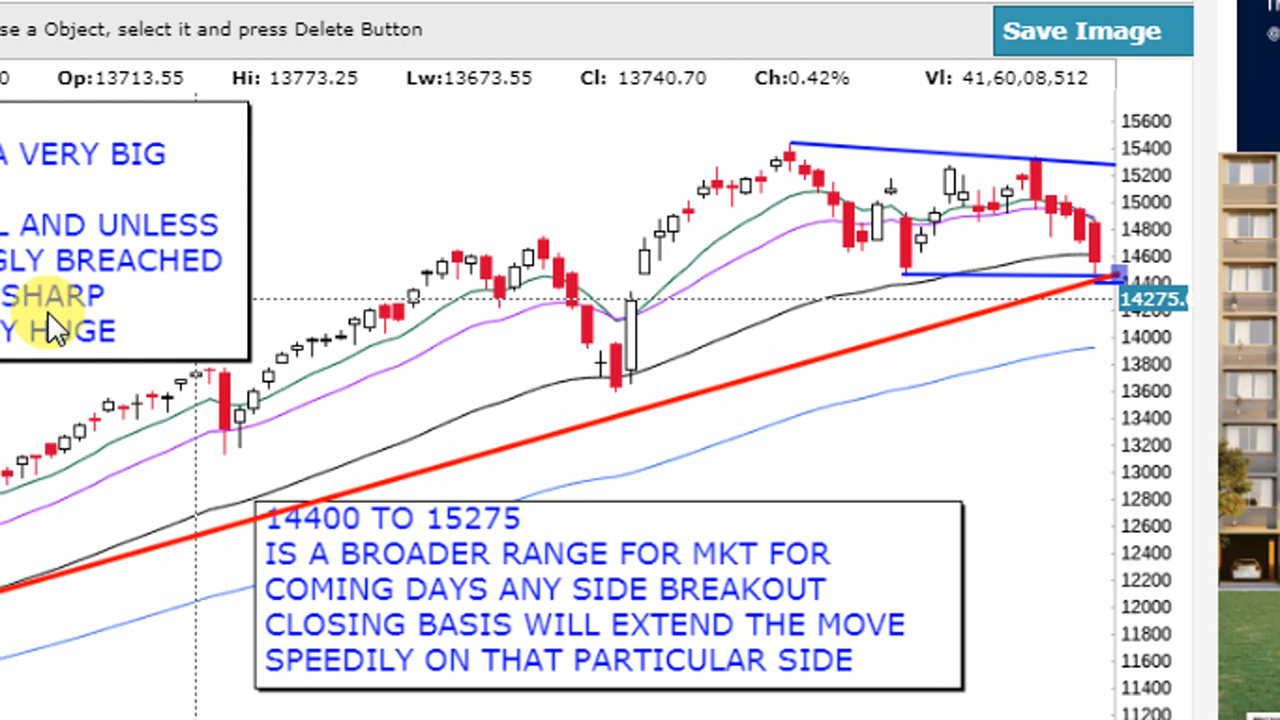 se a Object, select it and press Delete Button
Save Image
0 Op:13713.55 Hi: 13773.25 Lw:13673.55 Cl: 13740.70 Ch:0.42% Vl: 41,60,08,512
A VERY BIG
L AND UNLESS
GLY BREACHED
SHARP
Y HUGE
15600
15400
15200
15000
14800
14600
14400
14275.
14200
14000
13800
13600
13400
13200
13000
12800
12600
12400
12200
12000
11800
11600
11400
11200
14400 TO 15275
IS A BROADER RANGE FOR MKT FOR
COMING DAYS ANY SIDE BREAKOUT
CLOSING BASIS WILL EXTEND THE MOVE
SPEEDILY ON THAT PARTICULAR SIDE